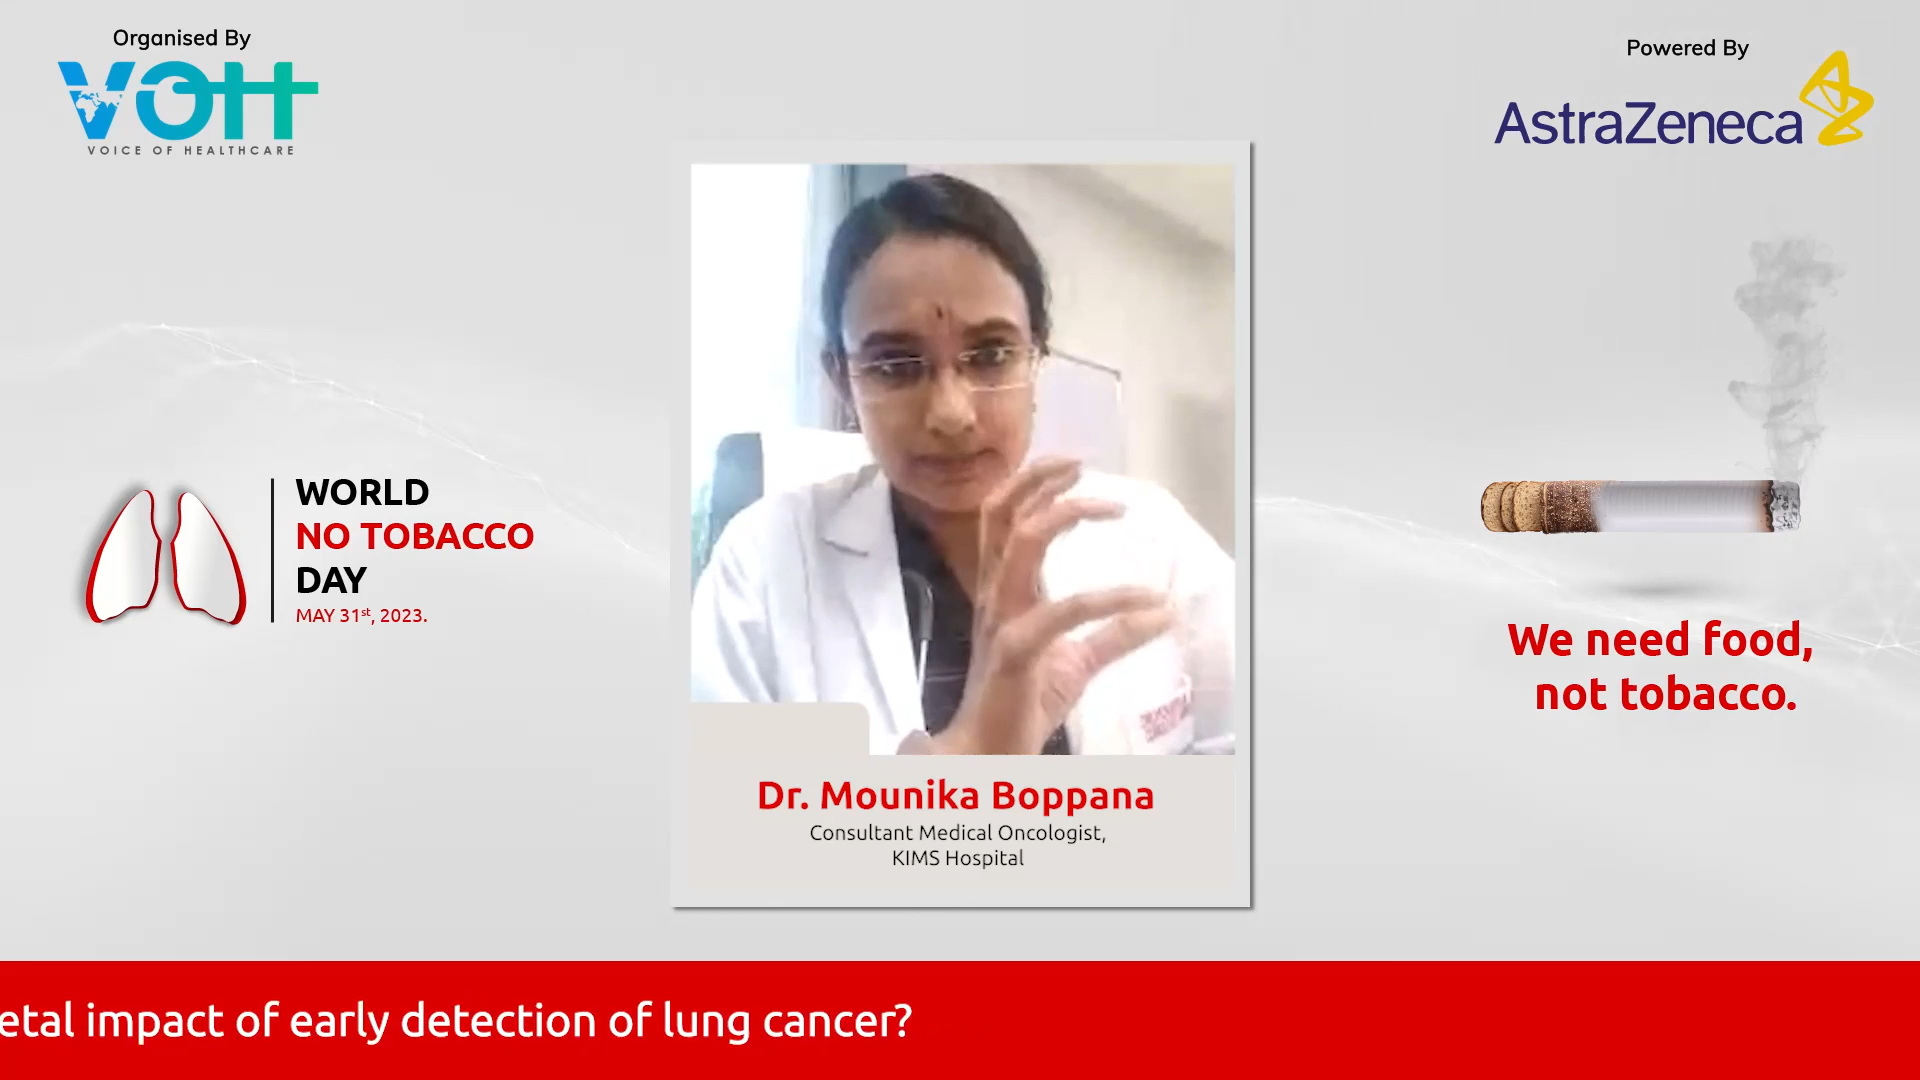 Organised By
VOH
VOICE OF HEALTHCARE
Powered By
AstraZeneca
WORLD
NO TOBACCO
DAY
MAY 31st, 2023.
We need food,
not tobacco.
Dr. Mounika Boppana
Consultant Medical Oncologist,
KIMS Hospital
etal impact of early detection of lung cancer?